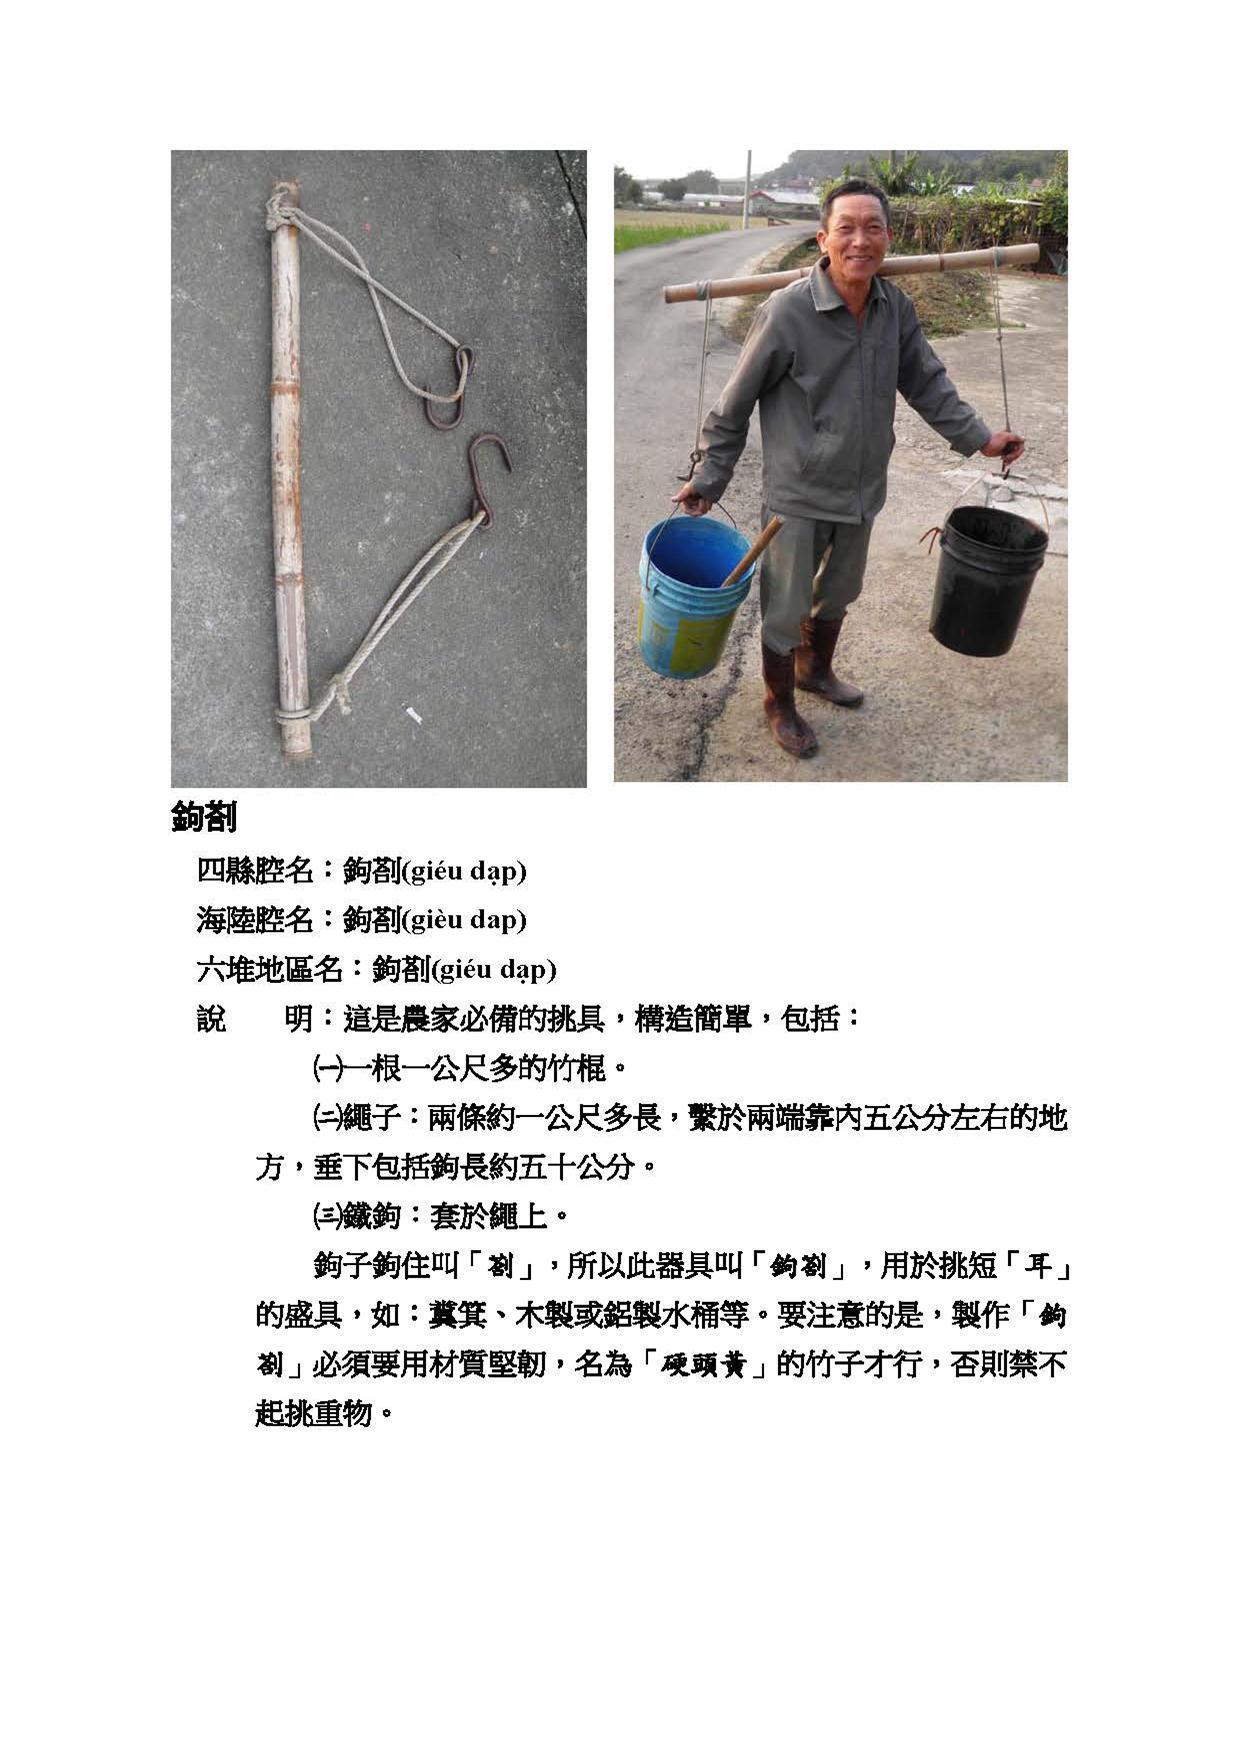 鉤剳
四縣腔名：鉤剳(giéu dạp)
海陸腔名：鉤剳(gièu dap)
六堆地區名：鉤剳(giéu dạp)
說　　明：這是農家必備的挑具，構造簡單，包括：
㈠一根一公尺多的竹棍。
㈡繩子：兩條約一公尺多長，繫於兩端靠內五公分左右的地
方，垂下包括鉤長約五十公分。
㈢鐵鉤：套於繩上。
鉤子鉤住叫「剳」，所以此器具叫「鉤剳」，用於挑短「耳」
的盛具，如：糞箕、木製或鋁製水桶等。要注意的是，製作「鉤
剳」必須要用材質堅韌，名為「硬頭黃」的竹子才行，否則禁不
起挑重物。